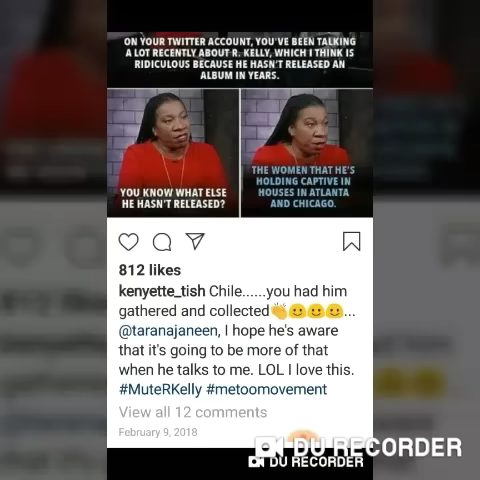 ON YOUR TWITTER ACCOUNT, YOU'VE BEEN TALKING
A LOT RECENTLY ABOUT R. KELLY, WHICH I THINK IS
RIDICULOUS BECAUSE HE HASN'T RELEASED AN
ALBUM IN YEARS.
YOU KNOW WHAT ELSE
HE HASN'T RELEASED?
THE WOMEN THAT HE'S
HOLDING CAPTIVE IN
HOUSES IN ATLANTA
AND CHICAGO.
812 likes
kenyette_tish Chile......you had him
gathered and collected👏🙂🙂🙂...
@taranajaneen, I hope he's aware
that it's going to be more of that
when he talks to me. LOL I love this.
#MuteRKelly #metoomovement
View all 12 comments
February 9, 2018
DU RECORDER
DU RECORDER